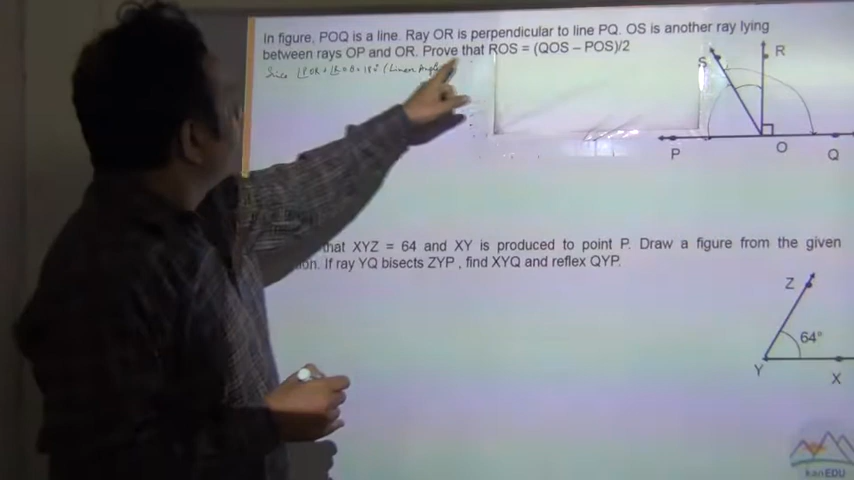 In figure, POQ is a line. Ray OR is perpendicular to line PQ. OS is another ray lying
between rays OP and OR. Prove that ROS = (QOS – POS)/2
S
R
P
O
Q
that XYZ = 64 and XY is produced to point P. Draw a figure from the given
If ray YQ bisects ZYP , find XYQ and reflex QYP.
Z
64°
Y
X
kanEDU